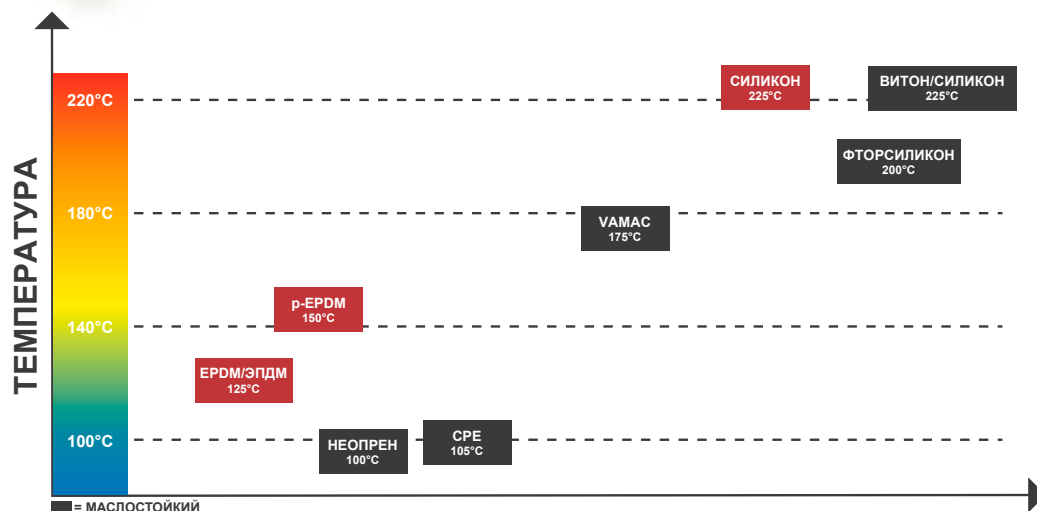 ТЕМПЕРАТУРА
220°C
180°C
140°C
100°C
СИЛИКОН
225°C
ВИТОН/СИЛИКОН
225°C
ФТОРСИЛИКОН
200°C
VAMAC
175°C
p-EPDM
150°C
EPDM/ЭПДМ
125°C
НЕОПРЕН
100°C
CPE
105°C
= МАСЛОСТОЙКИЙ